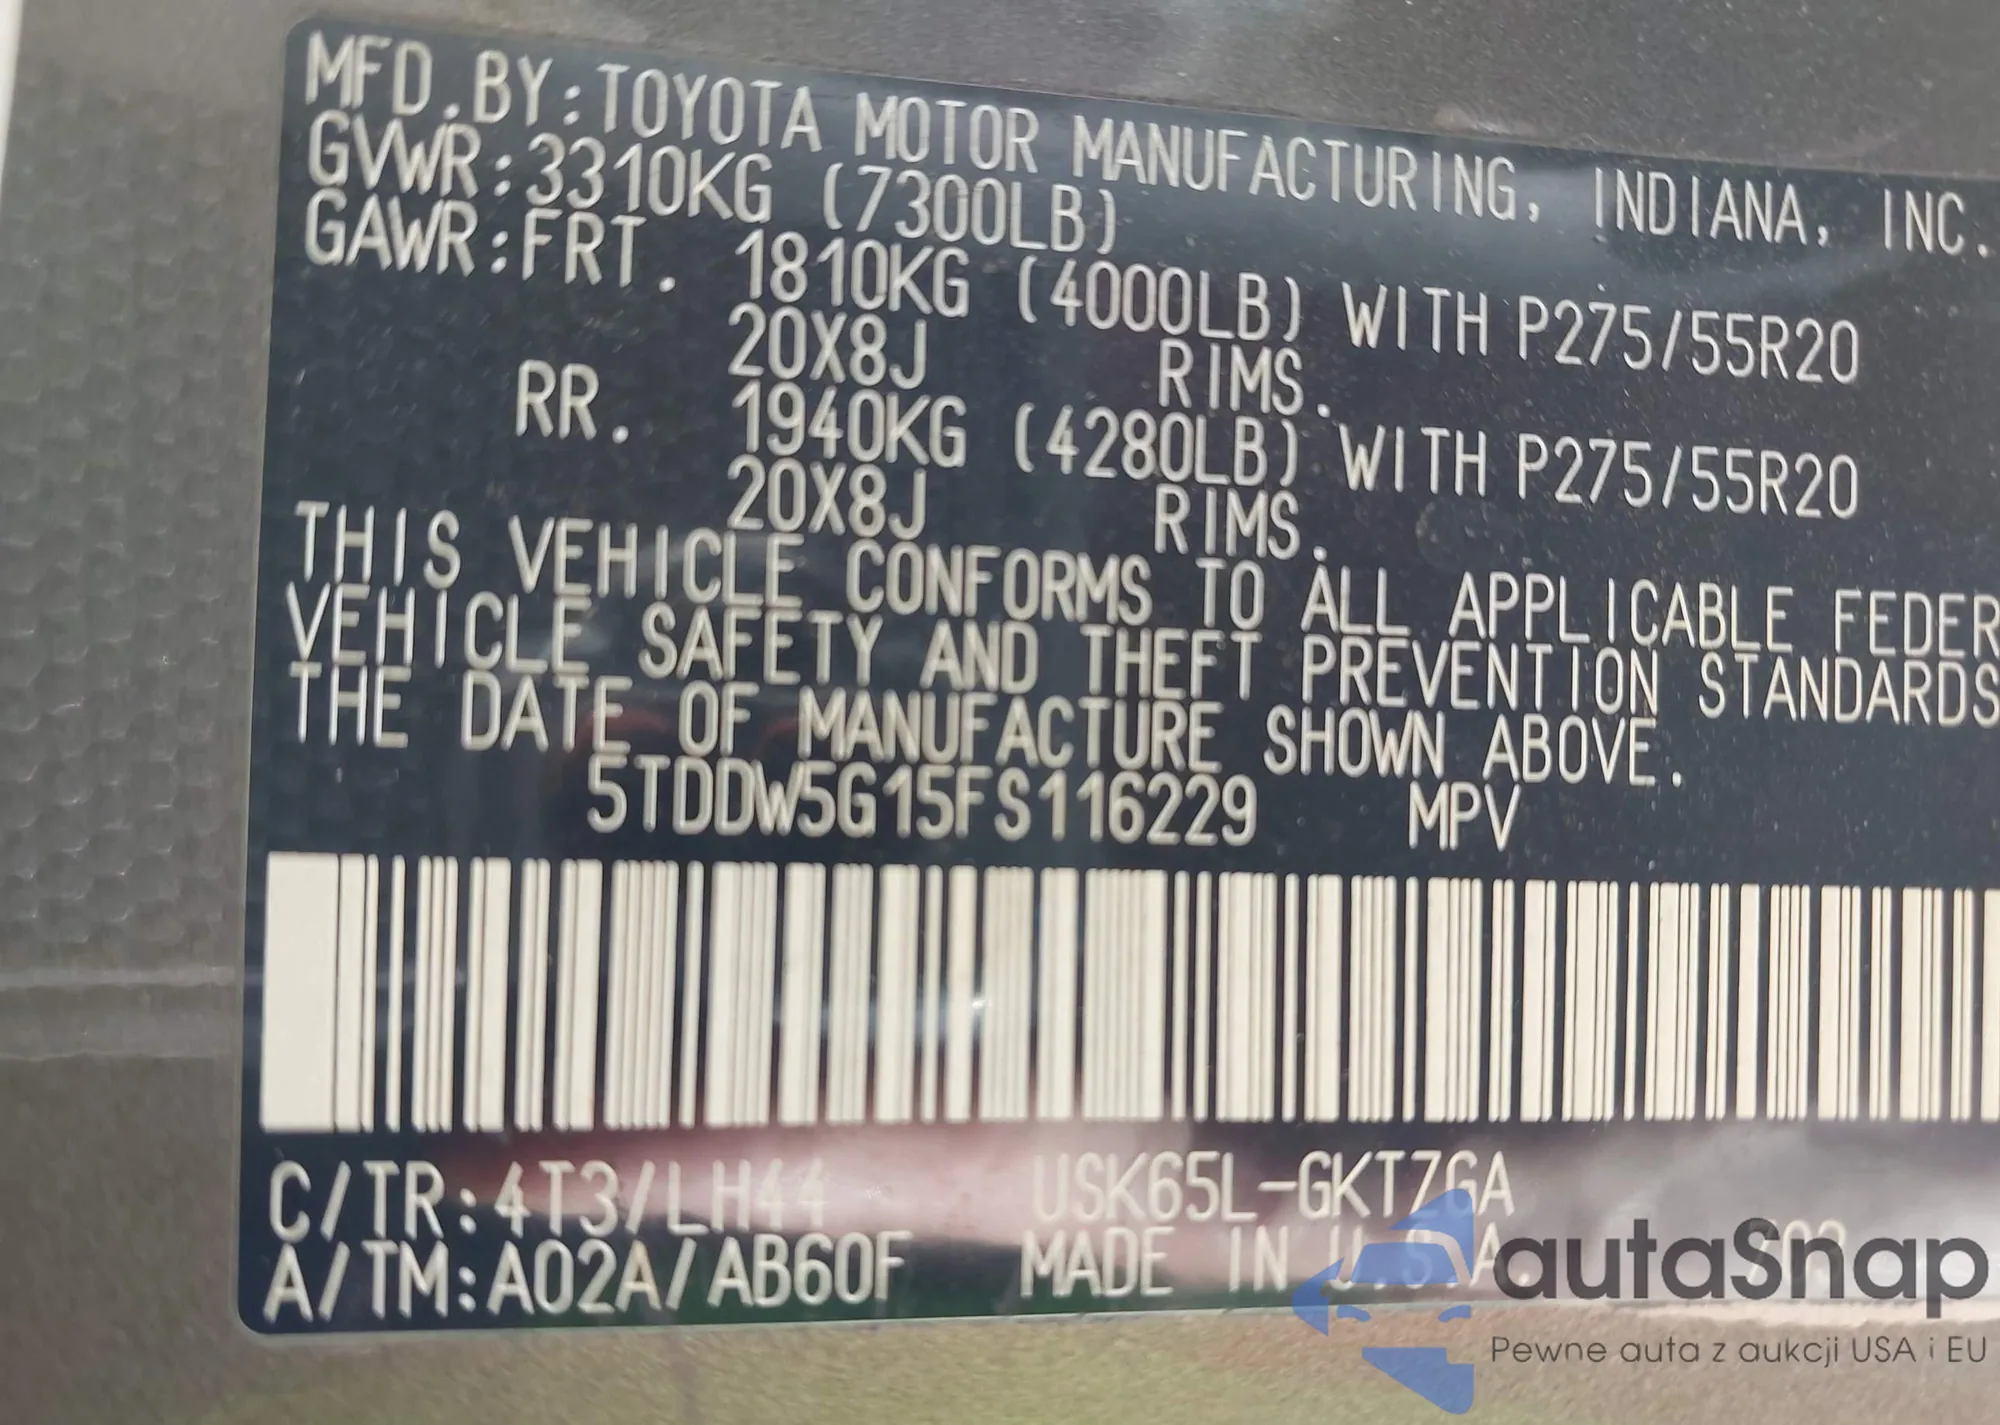 MFD.BY:TOYOTA MOTOR MANUFACTURING, INDIANA, INC.
GVWR:3310KG (7300LB)
GAWR:FRT. 1810KG (4000LB) WITH P275/55R20
20X8J RIMS.
RR. 1940KG (4280LB) WITH P275/55R20
20X8J RIMS.
THIS VEHICLE CONFORMS TO ALL APPLICABLE FEDER
VEHICLE SAFETY AND THEFT PREVENTION STANDARDS
THE DATE OF MANUFACTURE SHOWN ABOVE.
5TDDW5G15FS116229 MPV
C/TR:4T3/LH44 USK65L-GKTZGA
A/TM:A02A/AB60F MADE IN U.S.A.
autaSnap
Pewne auta z aukcji USA i EU